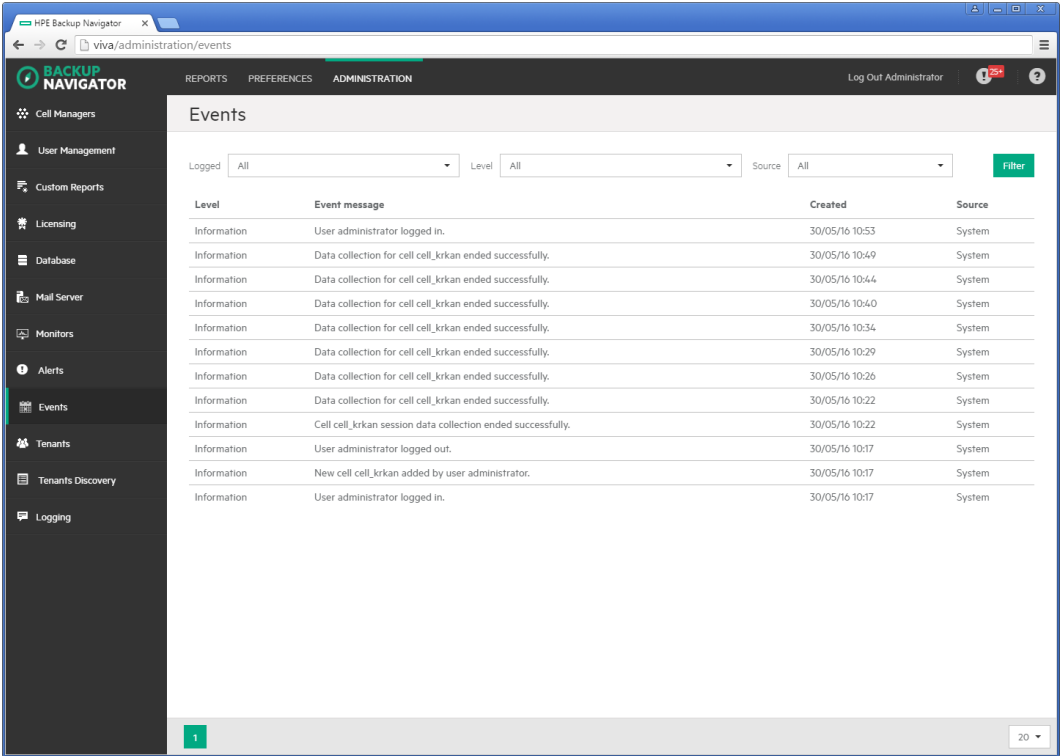 HPE Backup Navigator
viva/administration/events
BACKUP NAVIGATOR
REPORTS PREFERENCES ADMINISTRATION Log Out Administrator 25+
Cell Managers
User Management
Custom Reports
Licensing
Database
Mail Server
Monitors
Alerts
Events
Tenants
Tenants Discovery
Logging
Events
Logged All Level All Source All Filter
Level Event message Created Source
Information User administrator logged in. 30/05/16 10:53 System
Information Data collection for cell cell_krkan ended successfully. 30/05/16 10:49 System
Information Data collection for cell cell_krkan ended successfully. 30/05/16 10:44 System
Information Data collection for cell cell_krkan ended successfully. 30/05/16 10:40 System
Information Data collection for cell cell_krkan ended successfully. 30/05/16 10:34 System
Information Data collection for cell cell_krkan ended successfully. 30/05/16 10:29 System
Information Data collection for cell cell_krkan ended successfully. 30/05/16 10:26 System
Information Data collection for cell cell_krkan ended successfully. 30/05/16 10:22 System
Information Cell cell_krkan session data collection ended successfully. 30/05/16 10:22 System
Information User administrator logged out. 30/05/16 10:17 System
Information New cell cell_krkan added by user administrator. 30/05/16 10:17 System
Information User administrator logged in. 30/05/16 10:17 System
1 20